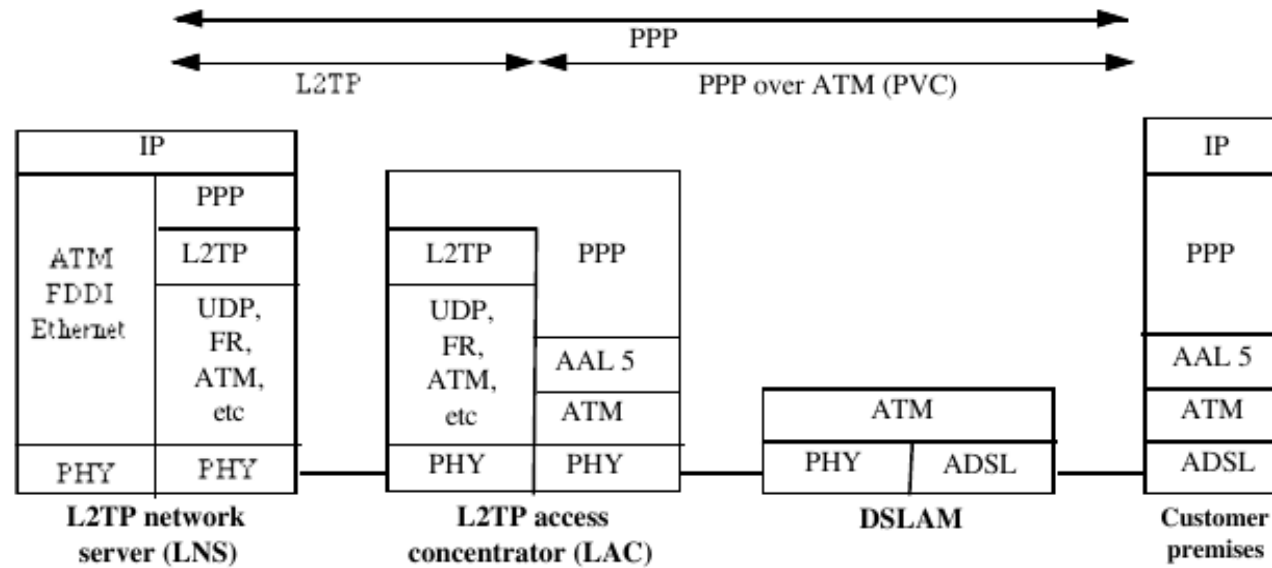 PPP
L2TP
PPP over ATM (PVC)
IP
PPP
L2TP
ATM
FDDI
Ethernet
UDP,
FR,
ATM,
etc
PHY
PHY
L2TP network
server (LNS)
L2TP
PPP
UDP,
FR,
ATM,
etc
AAL 5
ATM
PHY
PHY
L2TP access
concentrator (LAC)
ATM
PHY
ADSL
DSLAM
IP
PPP
AAL 5
ATM
ADSL
Customer
premises